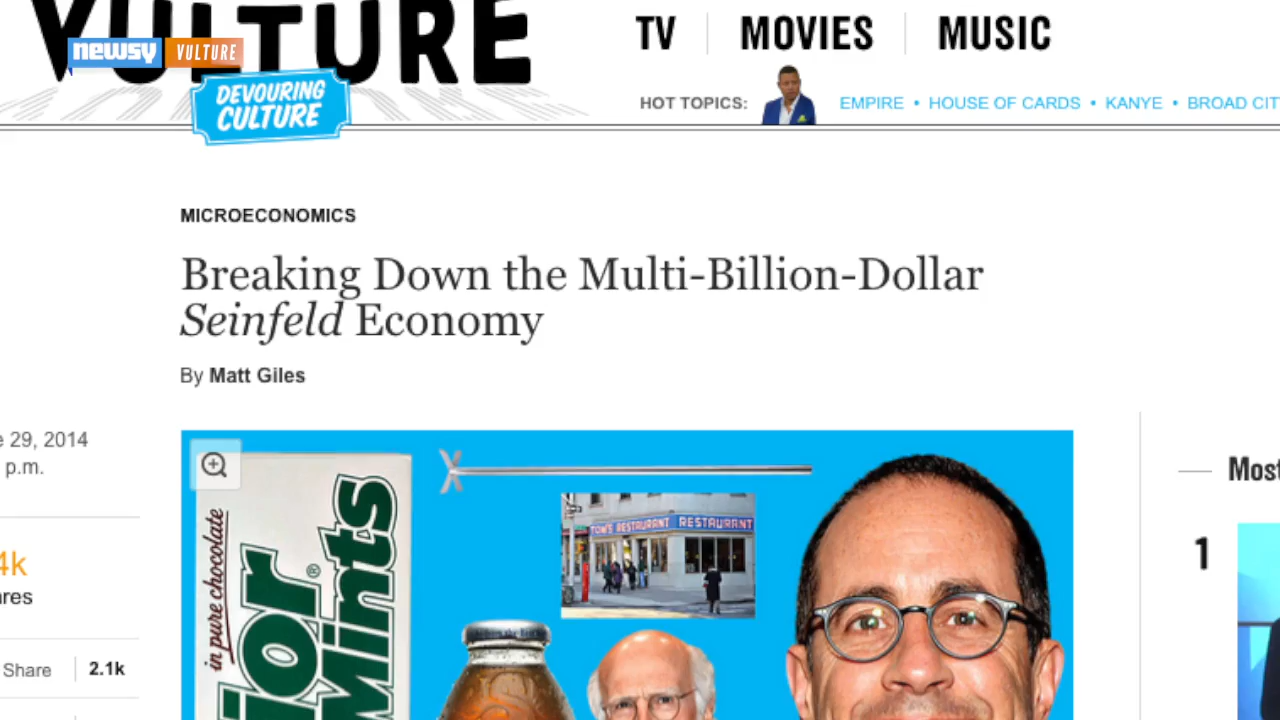 VULTURE
newsy VULTURE
DEVOURING
CULTURE
TV MOVIES MUSIC
HOT TOPICS: EMPIRE • HOUSE OF CARDS • KANYE • BROAD CIT
MICROECONOMICS
Breaking Down the Multi-Billion-Dollar
Seinfeld Economy
By Matt Giles
e 29, 2014
p.m.
4k
ares
Share 2.1k
Most
1
in pure chocolate
ior
Mints®
TOM'S RESTAURANT RESTAURANT